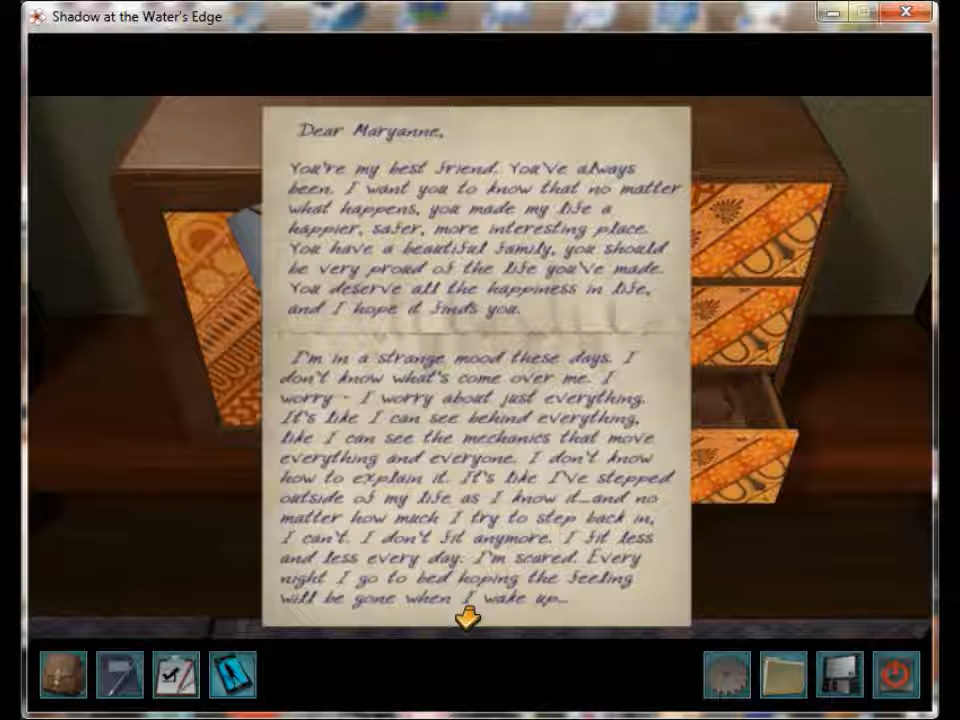 Shadow at the Water's Edge
Dear Maryanne,
You're my best friend. You've always
been. I want you to know that no matter
what happens, you made my life a
happier, safer, more interesting place.
You have a beautiful family, you should
be very proud of the life you've made.
You deserve all the happiness in life,
and I hope it finds you.
I'm in a strange mood these days. I
don't know what's come over me. I
worry - I worry about just everything.
It's like I can see behind everything,
like I can see the mechanics that move
everything and everyone. I don't know
how to explain it. It's like I've stepped
outside of my life as I know it...and no
matter how much I try to step back in,
I can't. I don't fit anymore. I fit less
and less every day. I'm scared. Every
night I go to bed hoping the feeling
will be gone when I wake up...